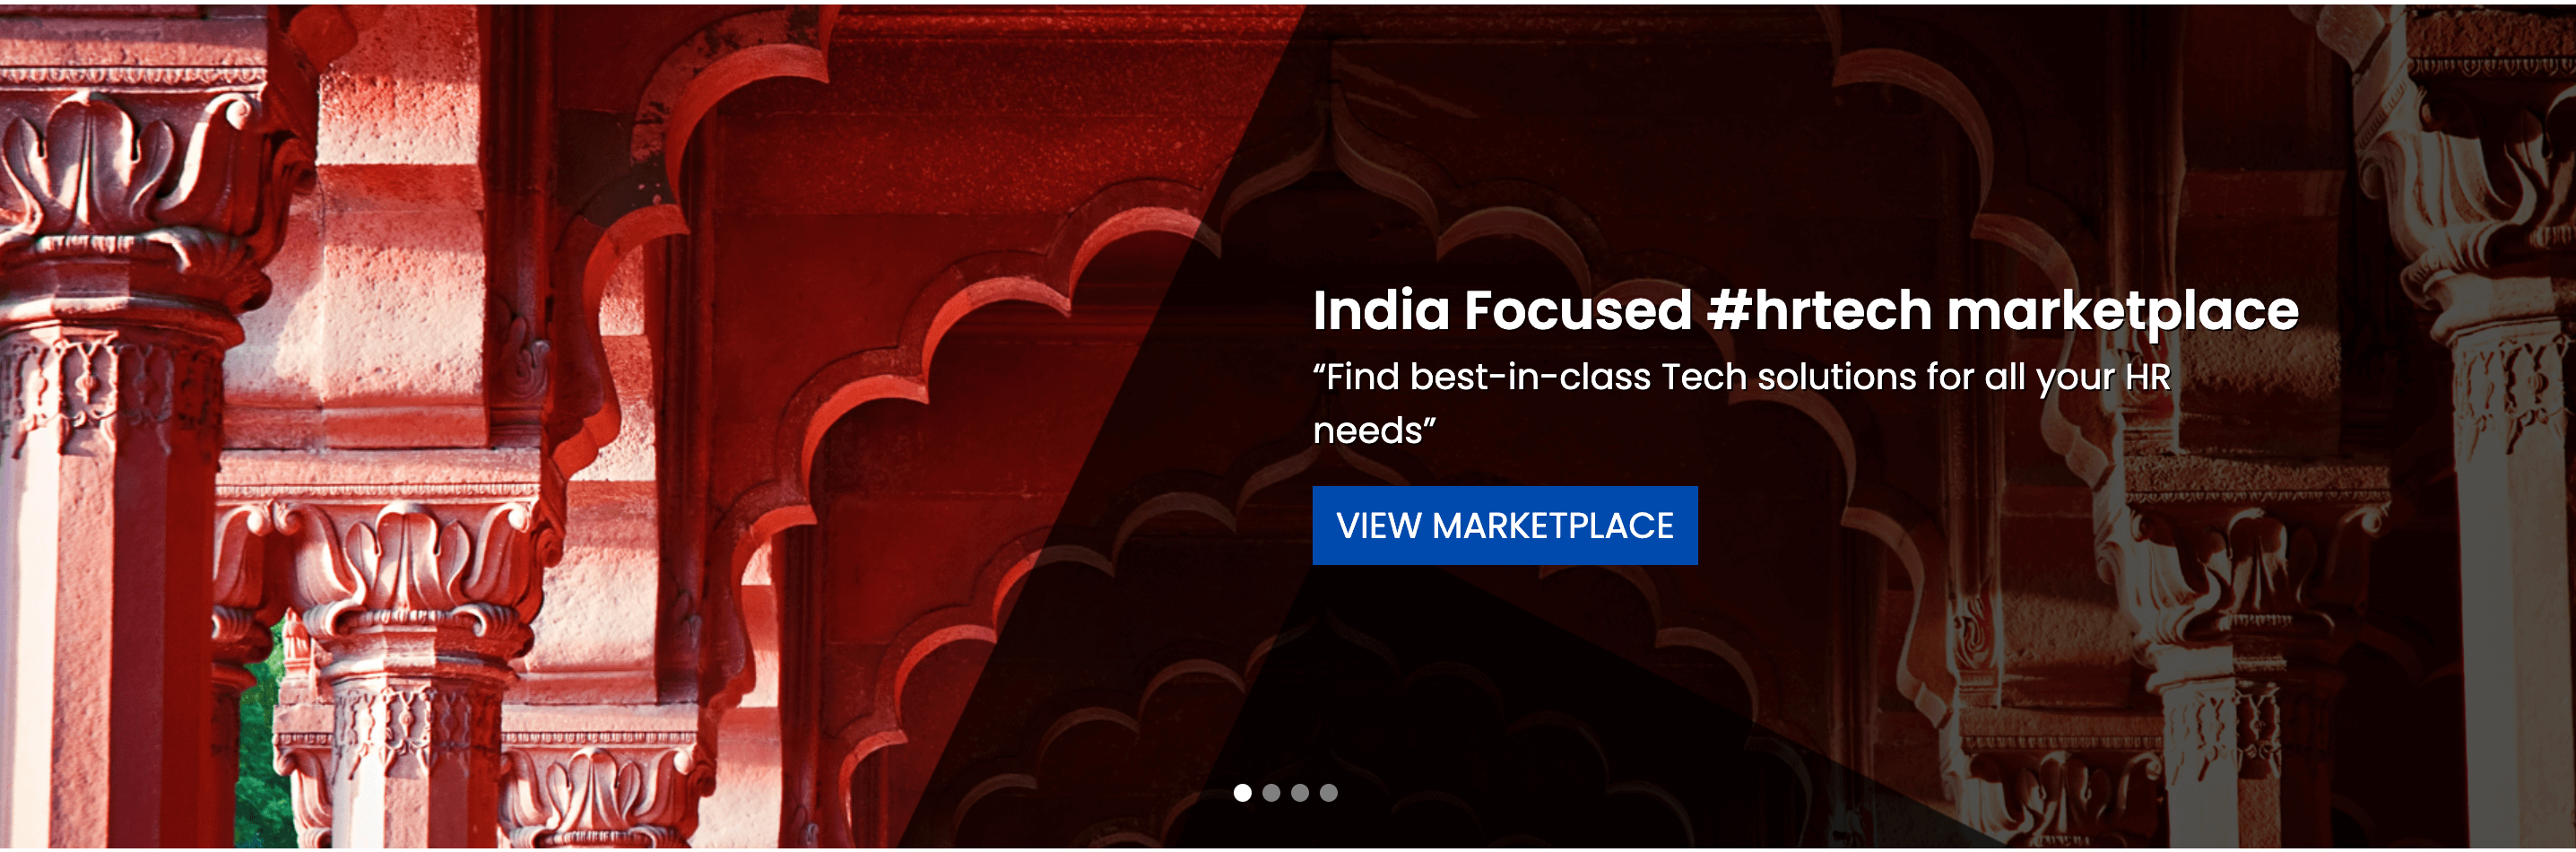 India Focused #hrtech marketplace
“Find best-in-class Tech solutions for all your HR
needs”
VIEW MARKETPLACE